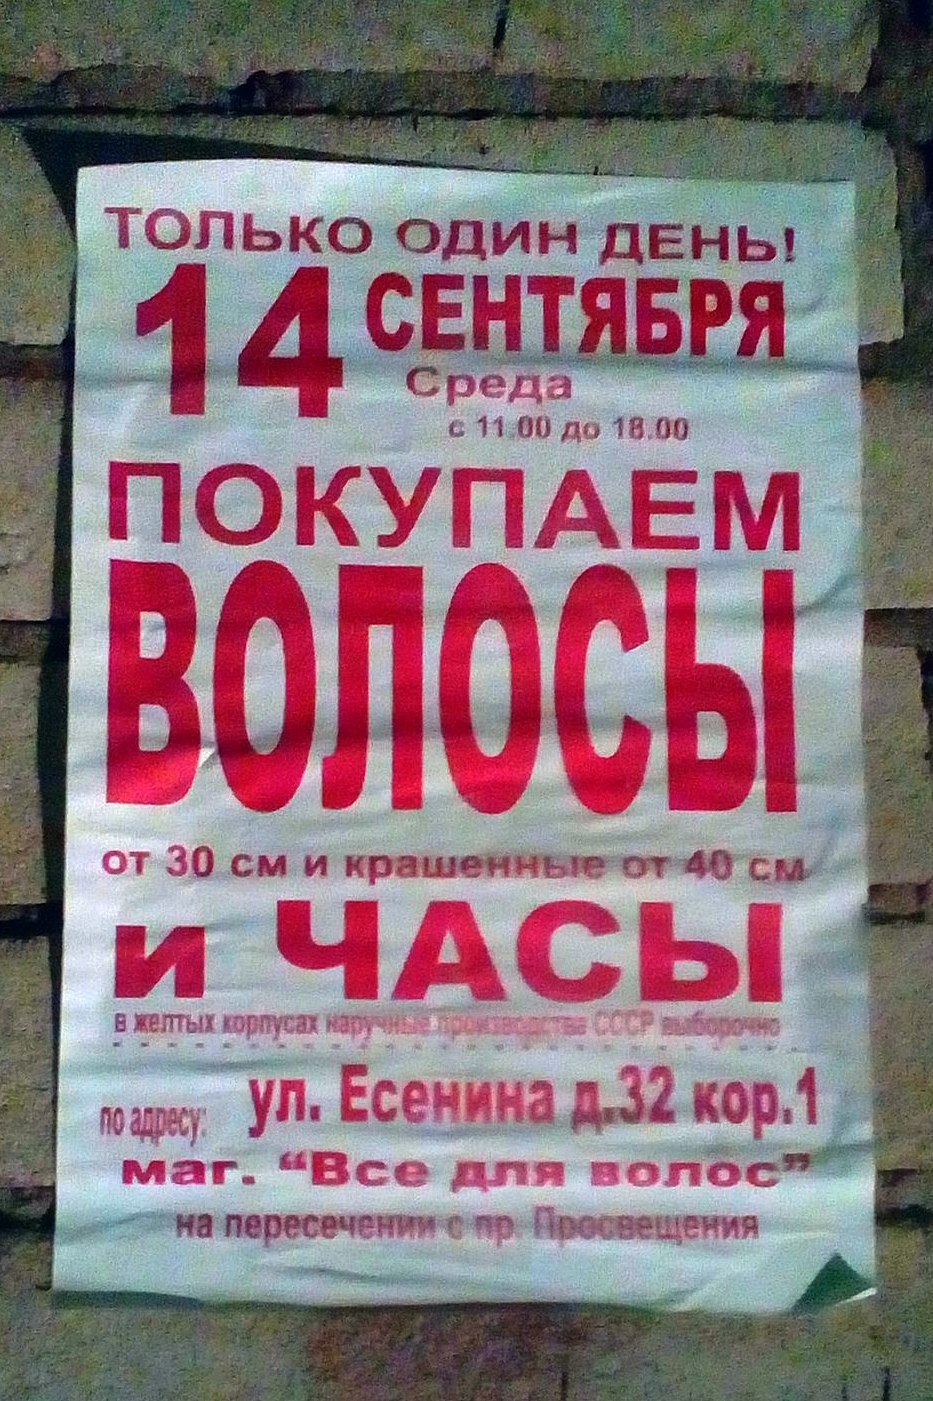 ТОЛЬКО ОДИН ДЕНЬ!
14 СЕНТЯБРЯ
Среда
с 11.00 до 18.00
ПОКУПАЕМ
ВОЛОСЫ
от 30 см и крашенные от 40 см
и ЧАСЫ
в желтых корпусах наручные производства СССР выборочно
по адресу: ул. Есенина д.32 кор.1
маг. “Все для волос”
на пересечении с пр. Просвещения